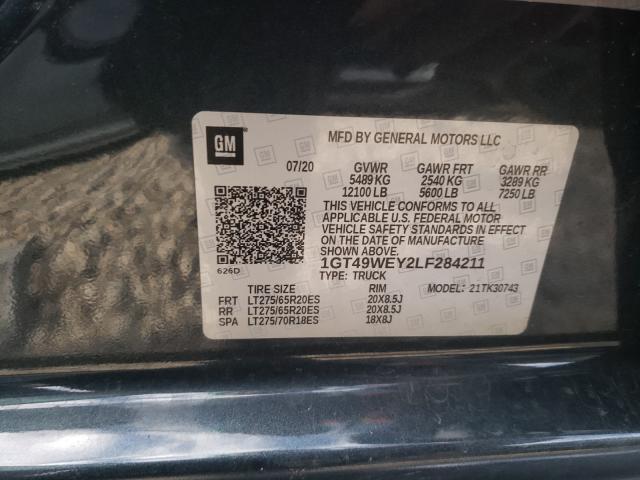 GM
MFD BY GENERAL MOTORS LLC
07/20 GVWR GAWR FRT GAWR RR
5489 KG 2540 KG 3289 KG
12100 LB 5600 LB 7250 LB
THIS VEHICLE CONFORMS TO ALL
APPLICABLE U.S. FEDERAL MOTOR
VEHICLE SAFETY STANDARDS IN EFFECT
ON THE DATE OF MANUFACTURE
SHOWN ABOVE.
1GT49WEY2LF284211
626D TYPE: TRUCK
TIRE SIZE RIM MODEL: 21TK30743
FRT LT275/65R20ES 20X8.5J
RR LT275/65R20ES 20X8.5J
SPA LT275/70R18ES 18X8J